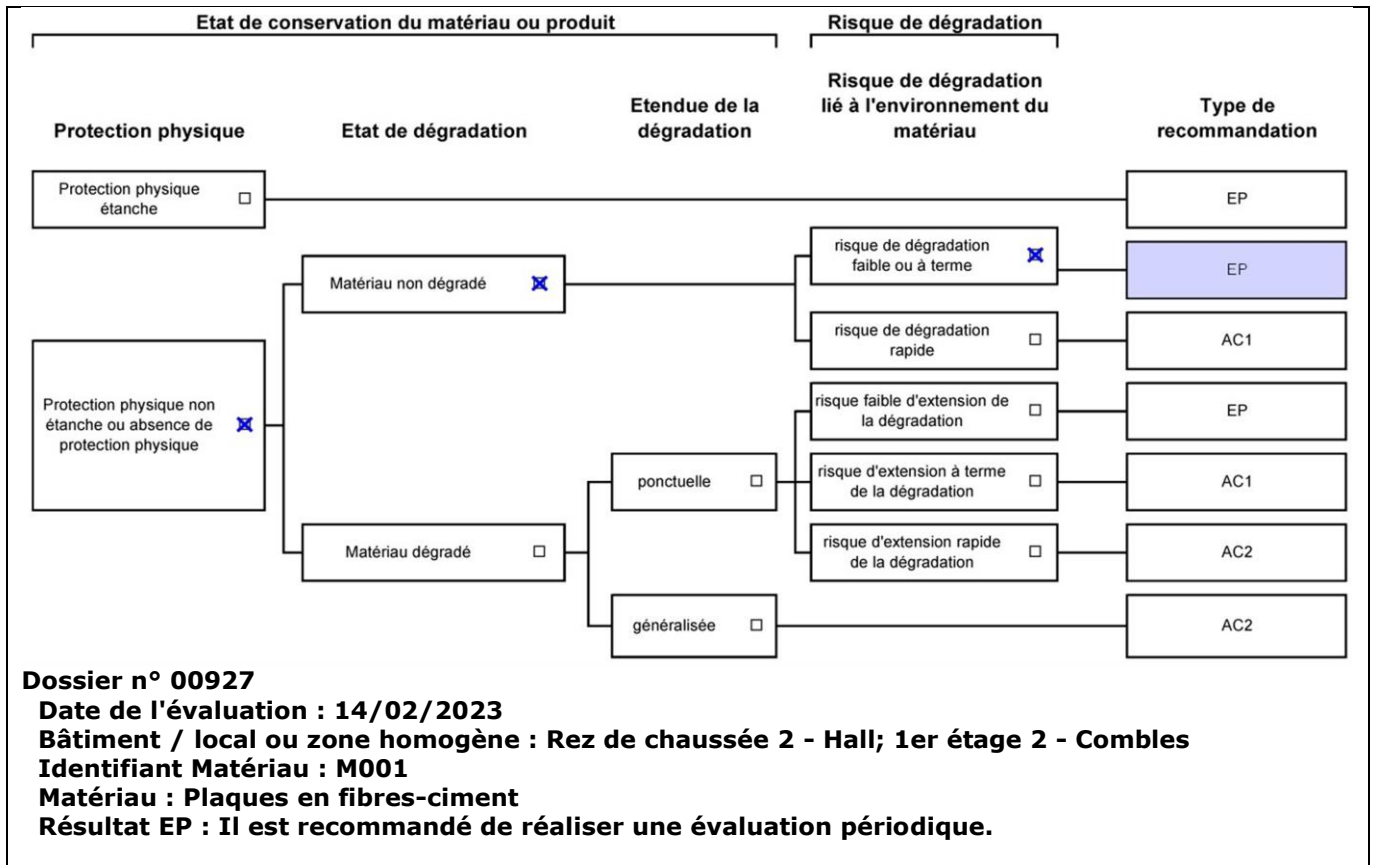 Etat de conservation du matériau ou produit
Risque de dégradation
Protection physique
Etat de dégradation
Etendue de la
dégradation
Risque de dégradation
lié à l'environnement du
matériau
Type de
recommandation
Protection physique
étanche
EP
risque de dégradation
faible ou à terme
EP
Matériau non dégradé
risque de dégradation
rapide
AC1
Protection physique non
étanche ou absence de
protection physique
risque faible d'extension de
la dégradation
EP
ponctuelle
risque d'extension à terme
de la dégradation
AC1
Matériau dégradé
risque d'extension rapide
de la dégradation
AC2
généralisée
AC2
Dossier n° 00927
Date de l'évaluation : 14/02/2023
Bâtiment / local ou zone homogène : Rez de chaussée 2 - Hall; 1er étage 2 - Combles
Identifiant Matériau : M001
Matériau : Plaques en fibres-ciment
Résultat EP : Il est recommandé de réaliser une évaluation périodique.